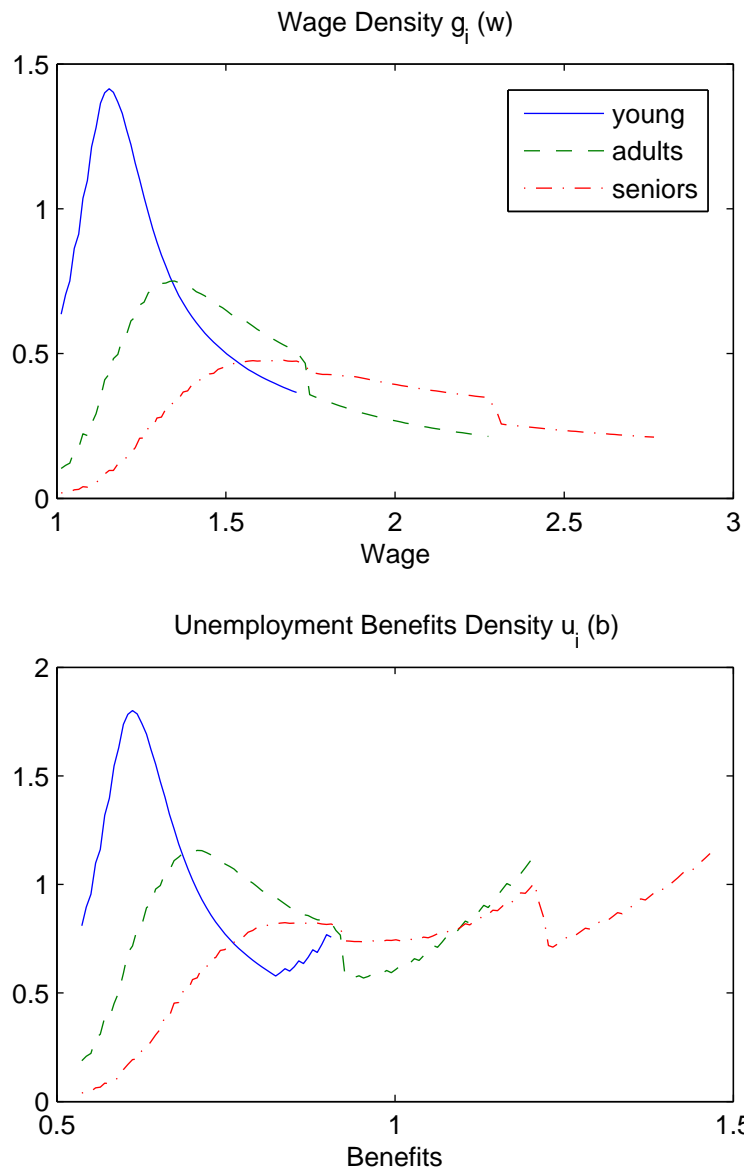 Wage Density g_i (w)
1.5
1
0.5
0
young
adults
seniors
1 1.5 2 2.5 3
Wage
Unemployment Benefits Density u_i (b)
2
1.5
1
0.5
0
0.5 1 1.5
Benefits